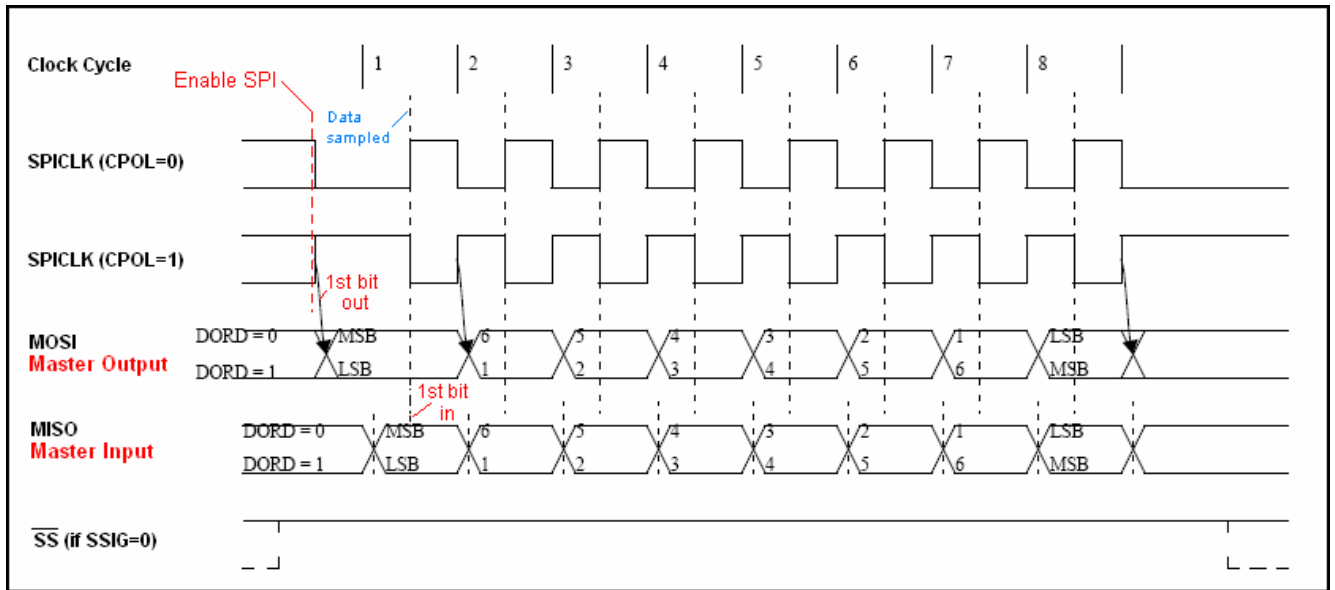 Clock Cycle 1 2 3 4 5 6 7 8
Enable SPI
Data
sampled
SPICLK (CPOL=0)
SPICLK (CPOL=1)
1st bit
out
MOSI
Master Output
DORD = 0 MSB 6 5 4 3 2 1 LSB
DORD = 1 LSB 1 2 3 4 5 6 MSB
1st bit
in
MISO
Master Input
DORD = 0 MSB 6 5 4 3 2 1 LSB
DORD = 1 LSB 1 2 3 4 5 6 MSB
SS (if SSIG=0)